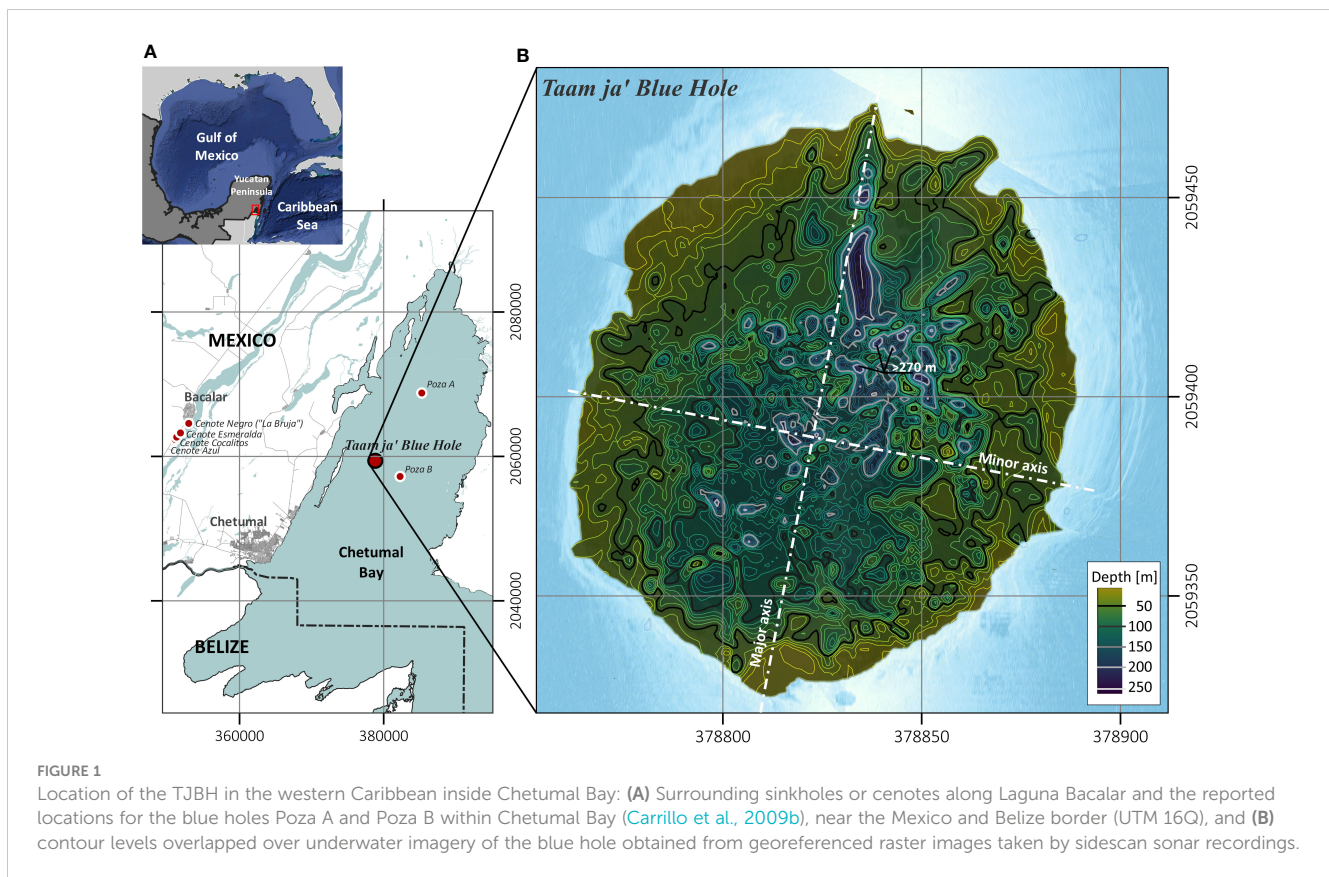 A
B
Gulf of
Mexico
Yucatan
Peninsula
Caribbean
Sea
MEXICO
Bacalar
Cenote Negro ("La Bruja")
Cenote Esmeralda
Cenote Cocalitos
Cenote Azul
Poza A
Taam ja' Blue Hole
Poza B
Chetumal
Chetumal
Bay
BELIZE
2080000
2060000
2040000
360000
380000
Taam ja' Blue Hole
>270 m
Minor axis
Major axis
Depth [m]
50
100
150
200
250
2059450
2059400
2059350
378800
378850
378900
FIGURE 1
Location of the TJBH in the western Caribbean inside Chetumal Bay: (A) Surrounding sinkholes or cenotes along Laguna Bacalar and the reported
locations for the blue holes Poza A and Poza B within Chetumal Bay (Carrillo et al., 2009b), near the Mexico and Belize border (UTM 16Q), and (B)
contour levels overlapped over underwater imagery of the blue hole obtained from georeferenced raster images taken by sidescan sonar recordings.